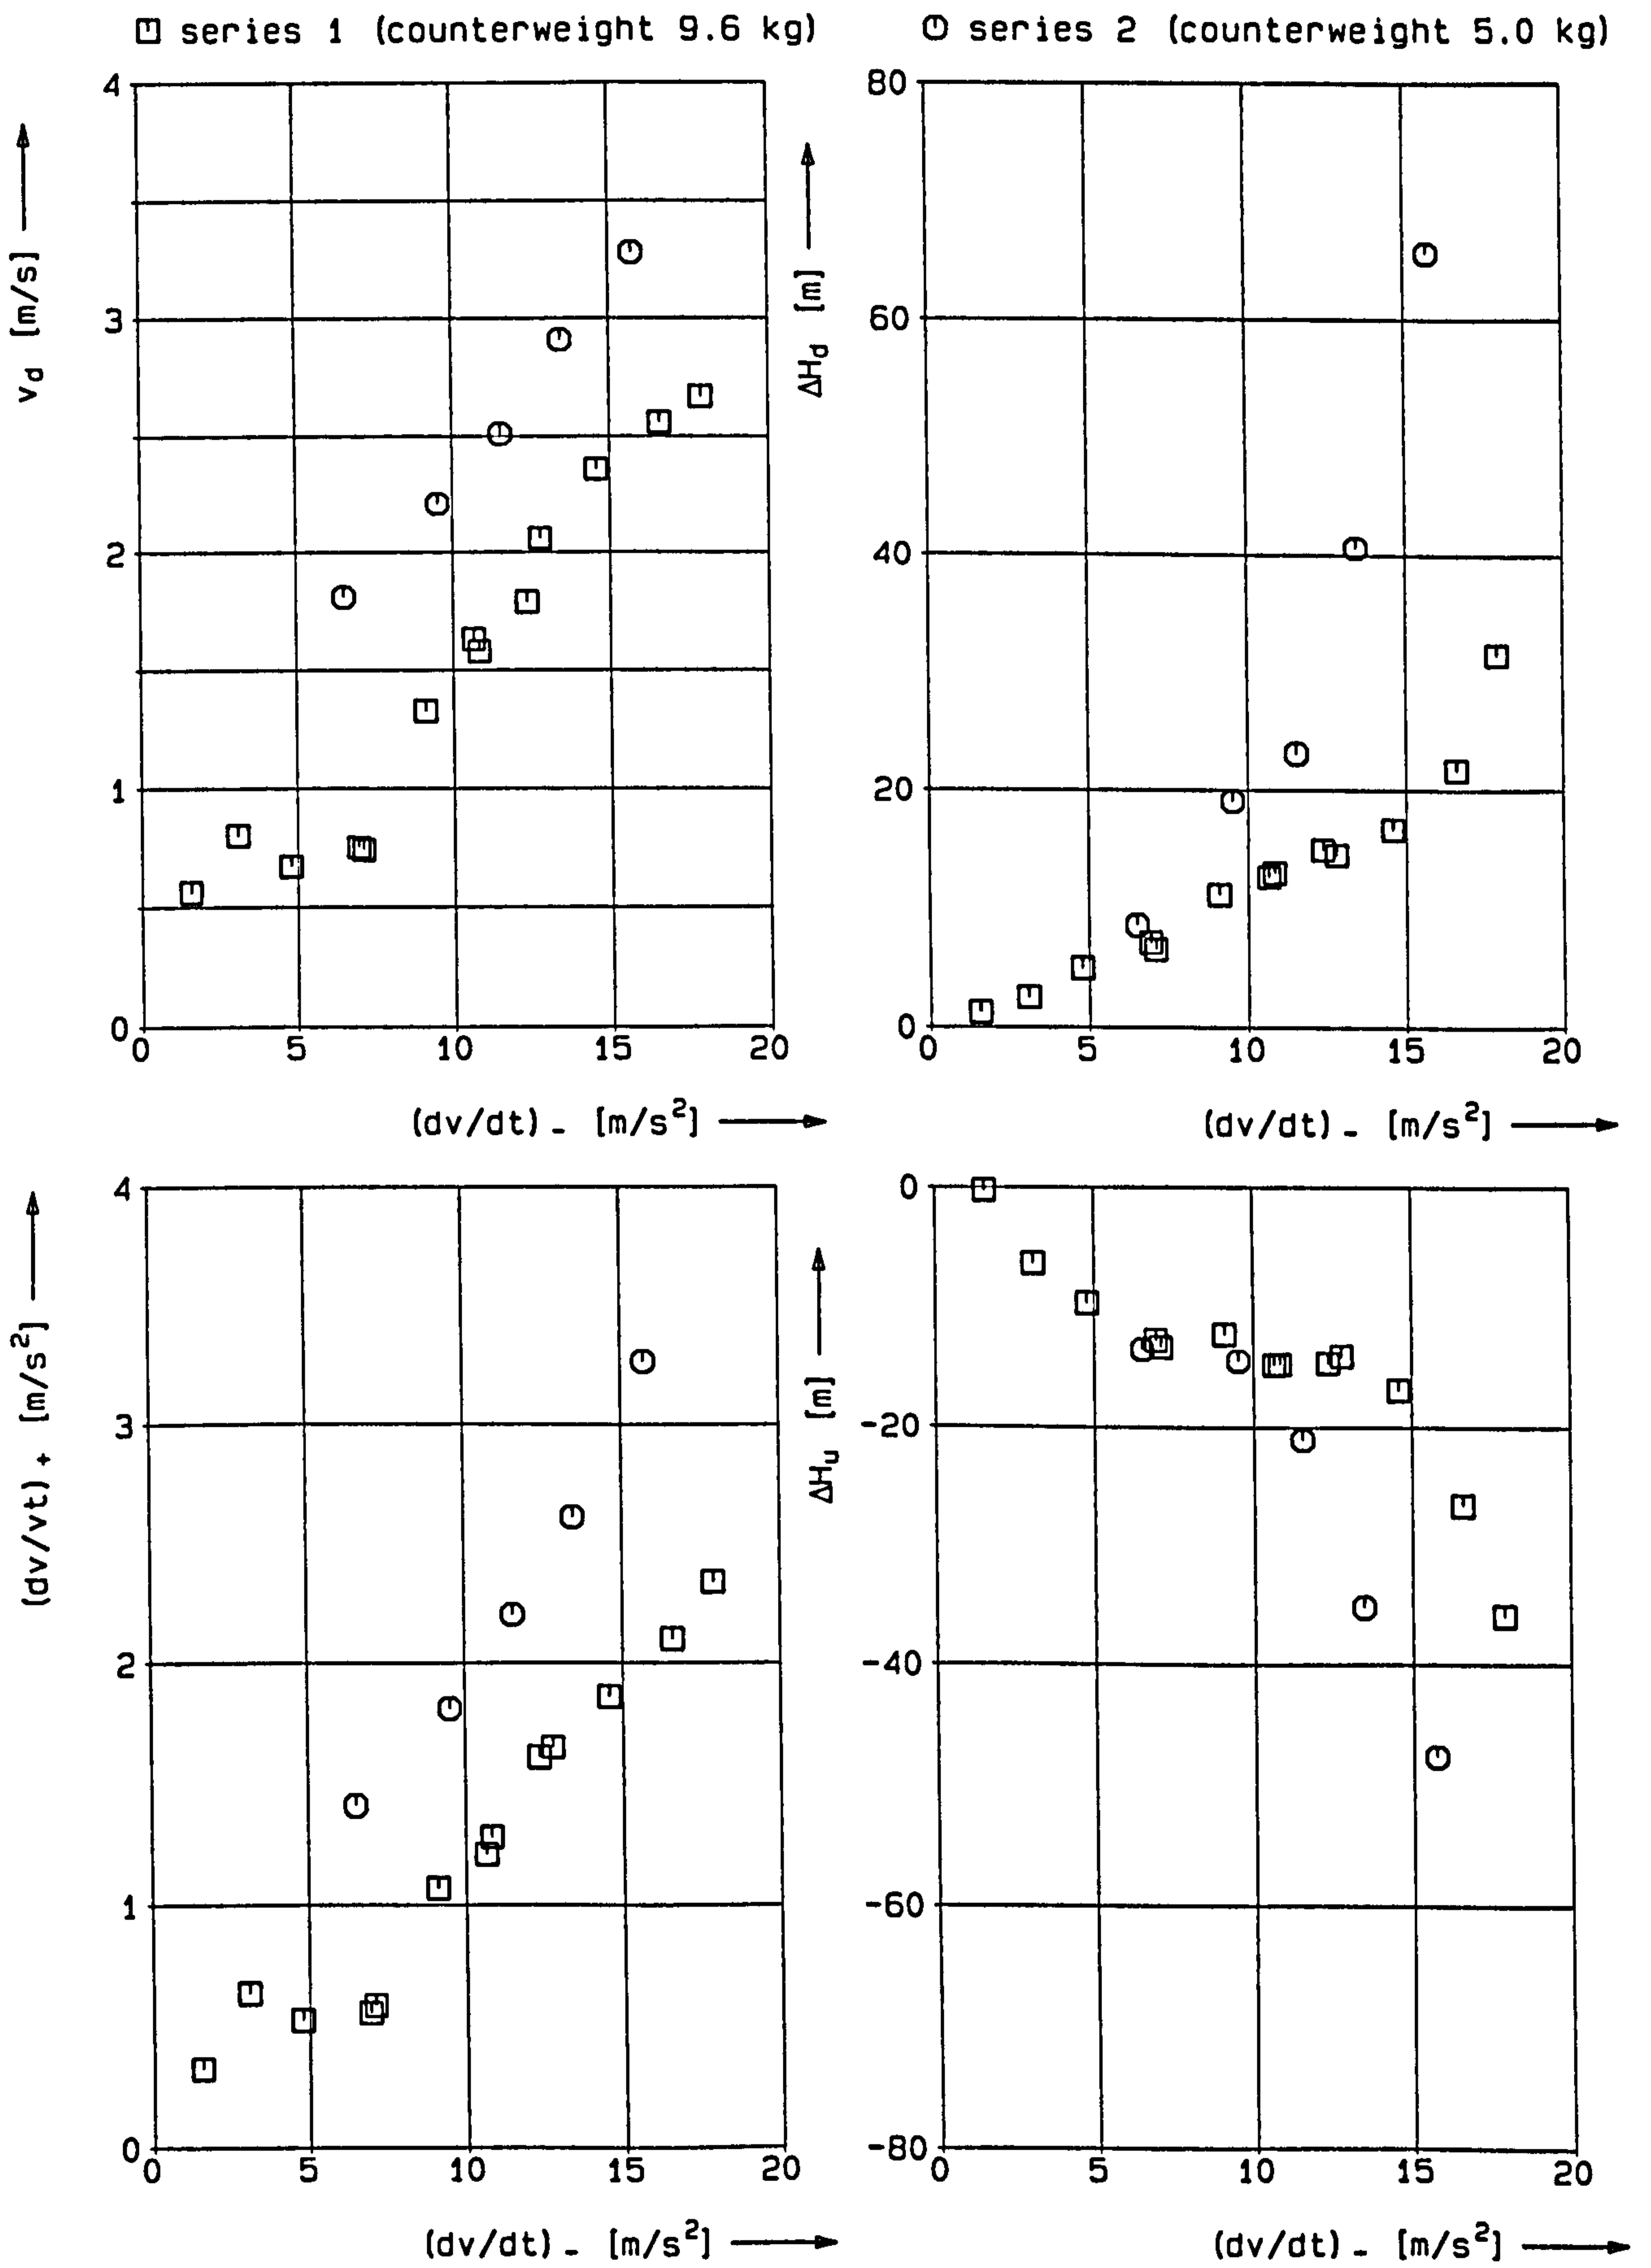 series 1 (counterweight 9.6 kg)
series 2 (counterweight 5.0 kg)
v_d [m/s]
4
3
2
1
0
0 5 10 15 20
(dv/dt)_- [m/s²]
ΔH_d [m]
80
60
40
20
0
0 5 10 15 20
(dv/dt)_- [m/s²]
(dv/vt)_+ [m/s²]
4
3
2
1
0
0 5 10 15 20
(dv/dt)_- [m/s²]
ΔH_u [m]
0
-20
-40
-60
-80
0 5 10 15 20
(dv/dt)_- [m/s²]